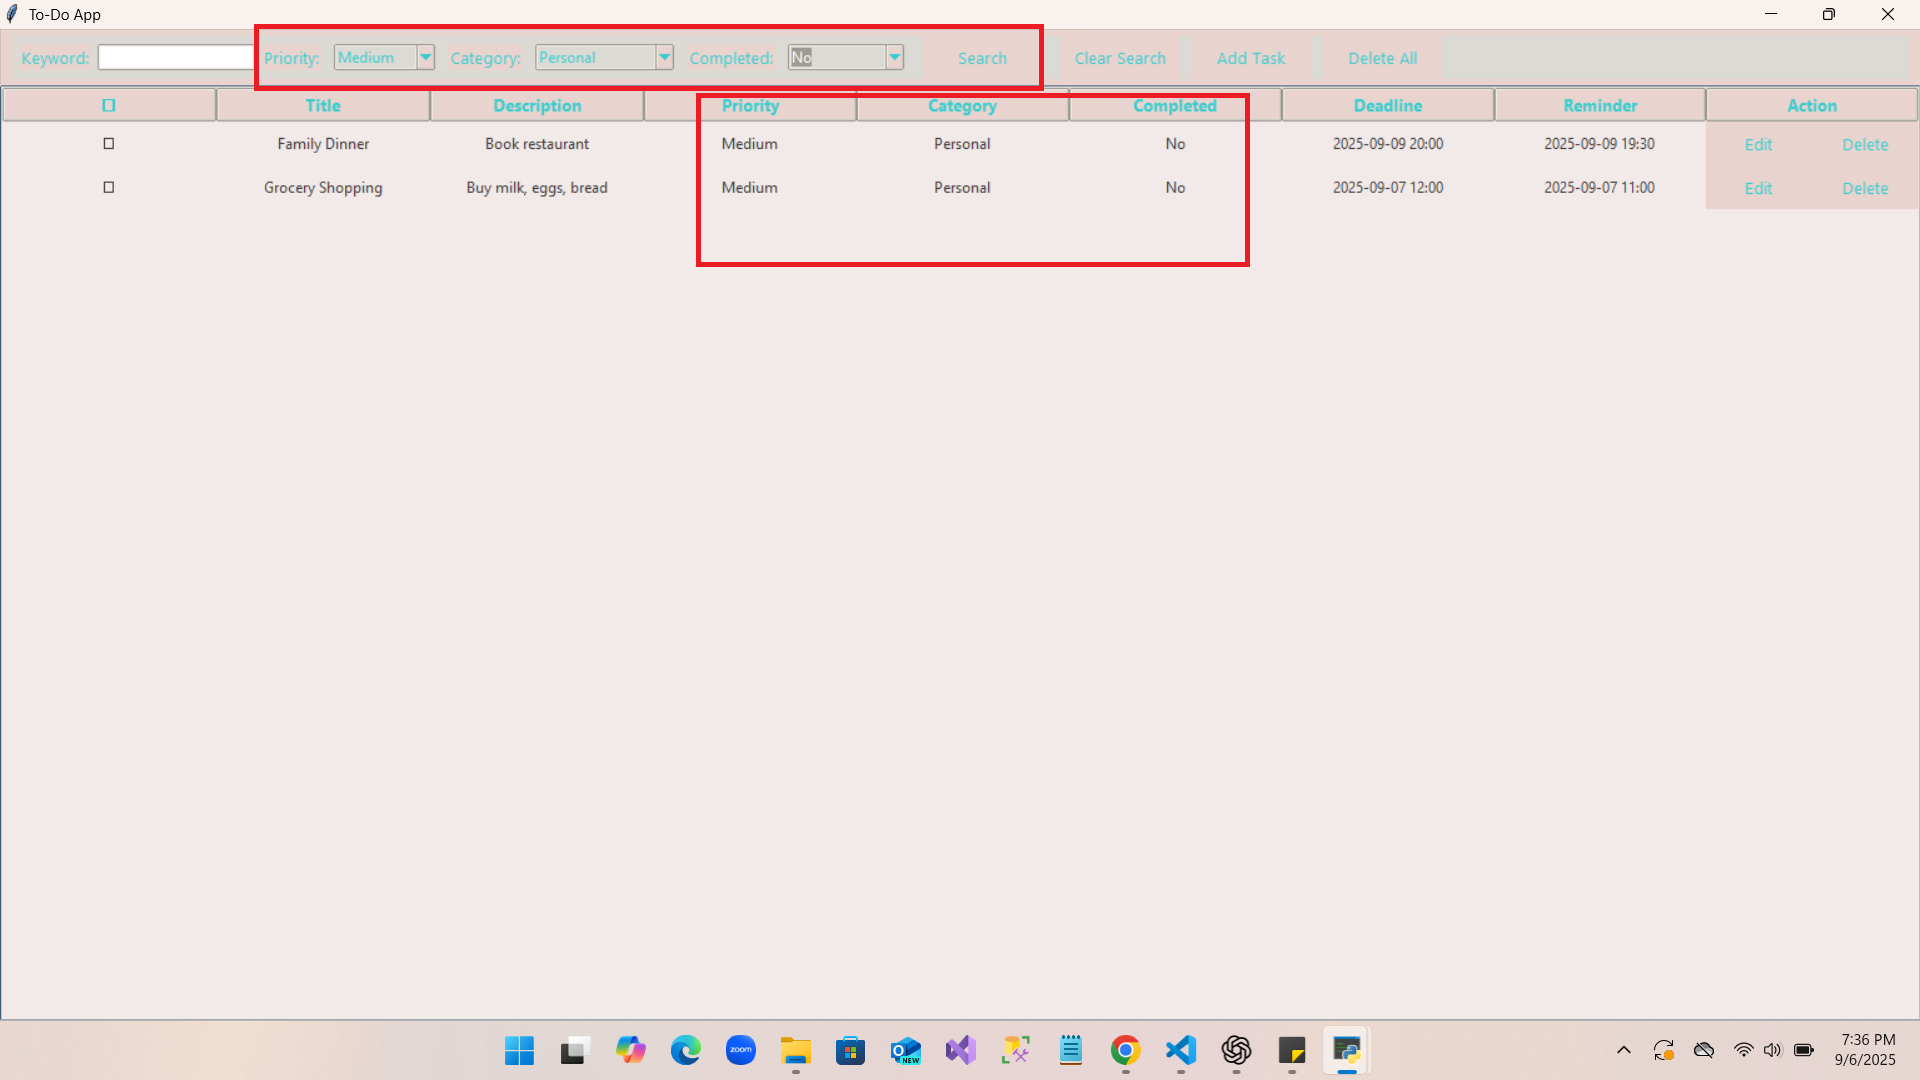 To-Do App
Keyword: Priority: Medium Category: Personal Completed: No Search Clear Search Add Task Delete All
Title Description Priority Category Completed Deadline Reminder Action
Family Dinner Book restaurant Medium Personal No 2025-09-09 20:00 2025-09-09 19:30 Edit Delete
Grocery Shopping Buy milk, eggs, bread Medium Personal No 2025-09-07 12:00 2025-09-07 11:00 Edit Delete
zoom
NEW
7:36 PM
9/6/2025